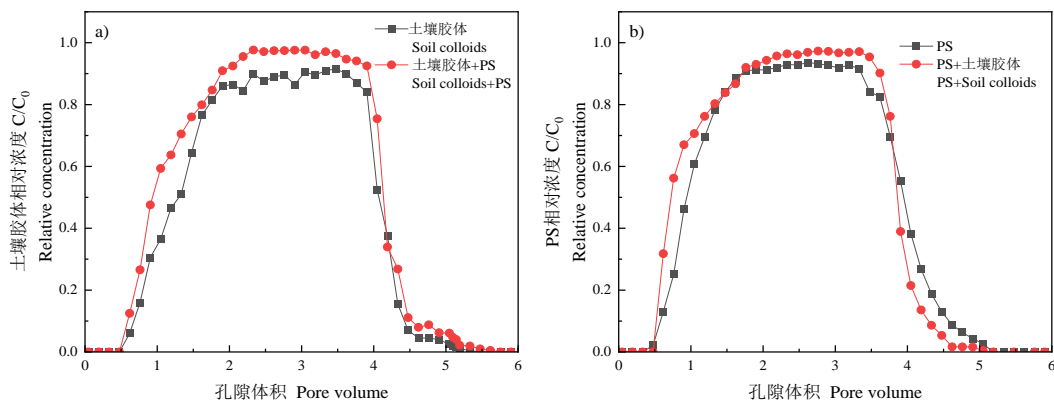 a)
土壤胶体
Soil colloids
土壤胶体+PS
Soil colloids+PS
土壤胶体相对浓度 C/C0
Relative concentration
1.0
0.8
0.6
0.4
0.2
0.0
0 1 2 3 4 5 6
孔隙体积 Pore volume
b)
PS
PS+土壤胶体
PS+Soil colloids
PS相对浓度 C/C0
Relative concentration
1.0
0.8
0.6
0.4
0.2
0.0
0 1 2 3 4 5 6
孔隙体积 Pore volume